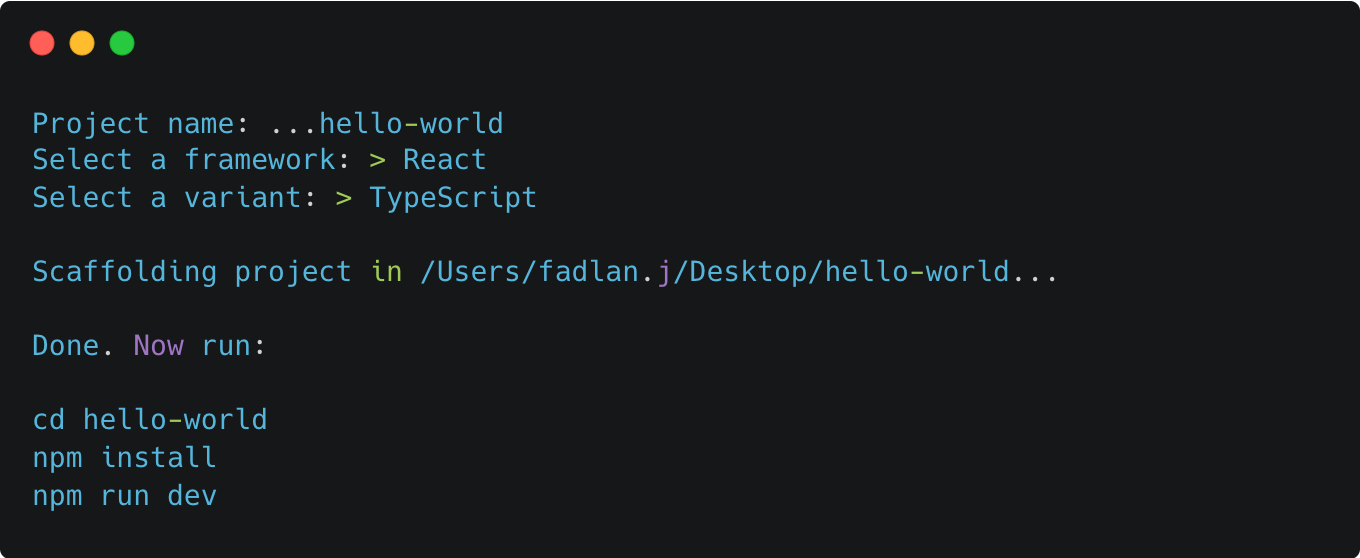 Project name: ...hello-world
Select a framework: > React
Select a variant: > TypeScript
Scaffolding project in /Users/fadlan.j/Desktop/hello-world...
Done. Now run:
cd hello-world
npm install
npm run dev